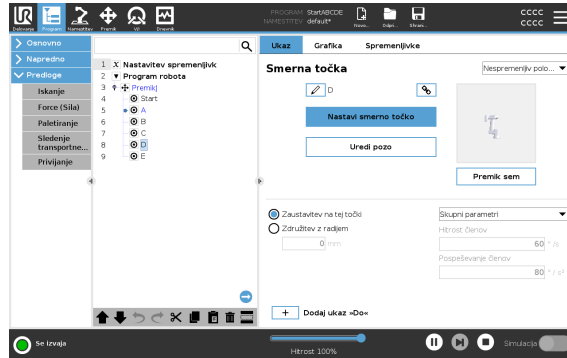 PROGRAM StartABCDE
NAMESTITEV default*
CCCC
CCCC
Program
Namestitev
Premik
V/I
Dnevnik
Nov...
Odpri...
Shrani...
Osnovno
Napredno
Predloge
Iskanje
Force (Sila)
Paletiranje
Sledenje
transportne...
Privijanje
1 X Nastavitev spremenljivk
2 Program robota
3 PremikJ
4 Start
5 A
6 B
7 C
8 D
9 E
Ukaz Grafika Spremenljivke
Smerna točka
Nespremenljiv polo...
D
Nastavi smerno točko
Uredi pozo
Premik sem
Zaustavitev na tej točki
Združitev z radijem
0 mm
Skupni parametri
Hitrost členov
60 °/s
Pospeševanje členov
80 °/s²
+ Dodaj ukaz »Do«
Se izvaja
Hitrost 100%
Simulacija